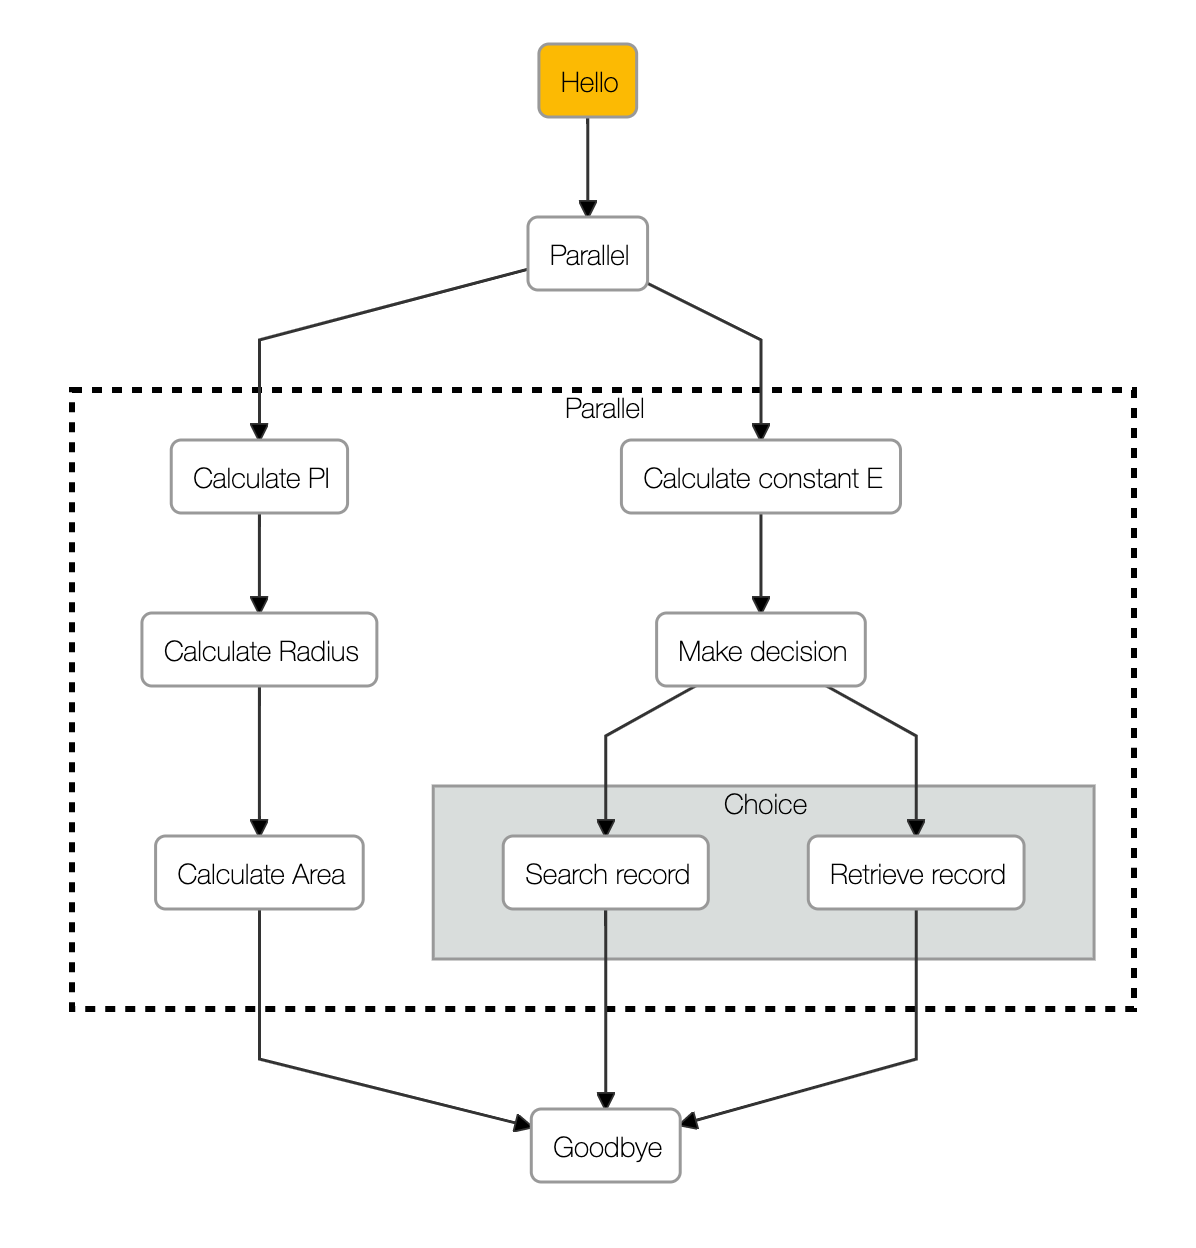 Hello
Parallel
Parallel
Calculate PI
Calculate constant E
Calculate Radius
Make decision
Choice
Calculate Area
Search record
Retrieve record
Goodbye